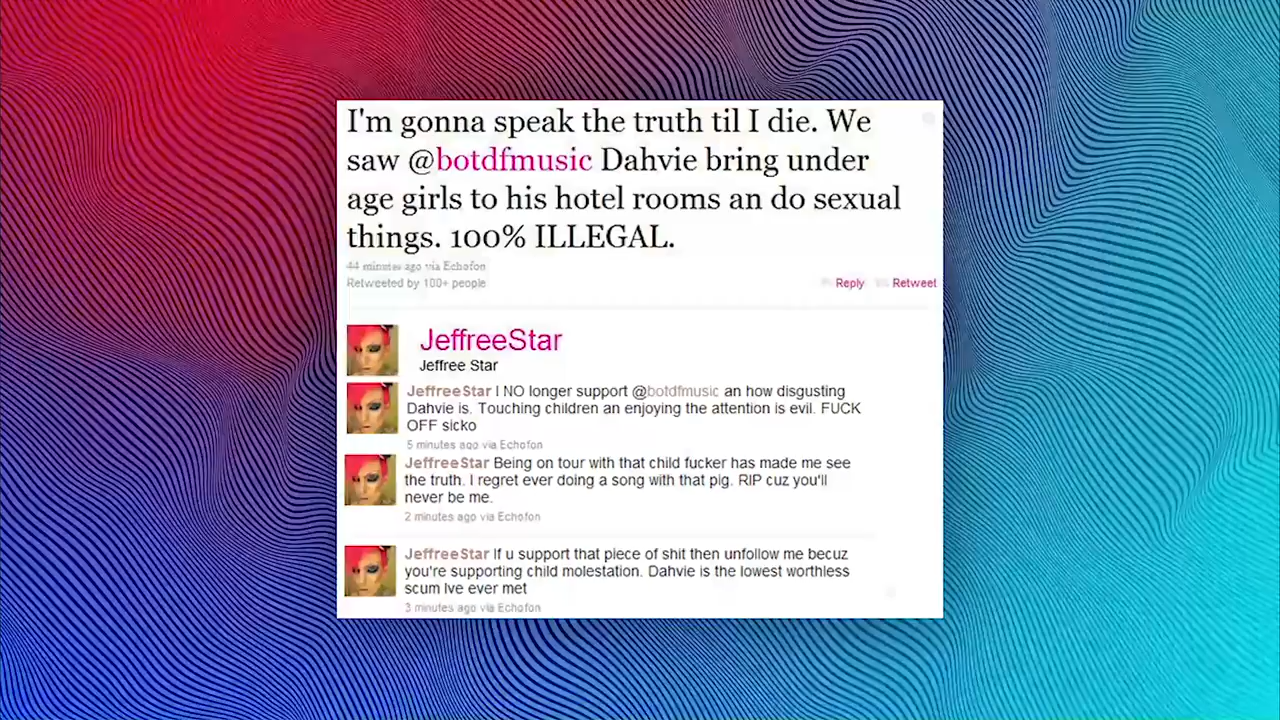 I'm gonna speak the truth til I die. We
saw @botdfmusic Dahvie bring under
age girls to his hotel rooms an do sexual
things. 100% ILLEGAL.
44 minutes ago via Echofon
Retweeted by 100+ people
Reply Retweet
JeffreeStar
Jeffree Star
JeffreeStar I NO longer support @botdfmusic an how disgusting
Dahvie is. Touching children an enjoying the attention is evil. FUCK
OFF sicko
5 minutes ago via Echofon
JeffreeStar Being on tour with that child fucker has made me see
the truth. I regret ever doing a song with that pig. RIP cuz you'll
never be me.
2 minutes ago via Echofon
JeffreeStar If u support that piece of shit then unfollow me becuz
you're supporting child molestation. Dahvie is the lowest worthless
scum Ive ever met
3 minutes ago via Echofon